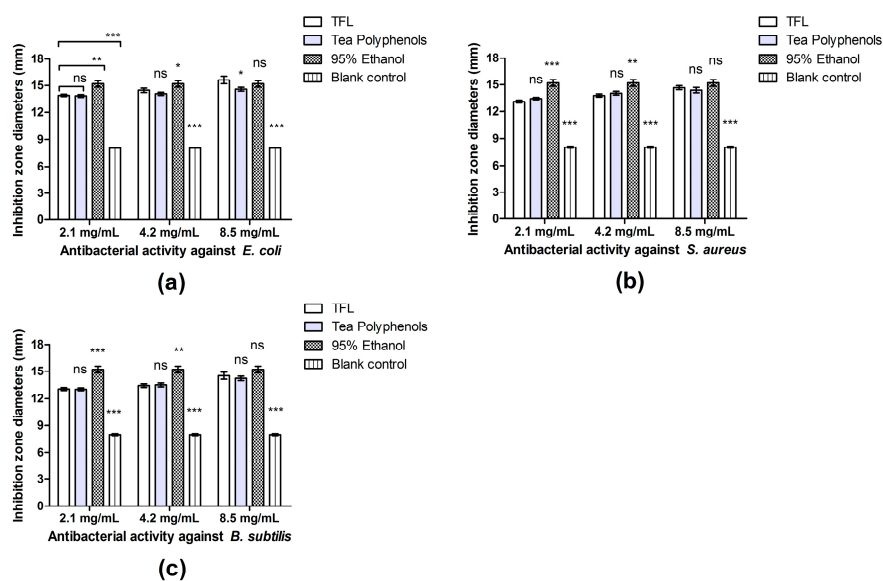 TFL
Tea Polyphenols
95% Ethanol
Blank control
Inhibition zone diameters (mm)
18
15
12
9
6
3
0
***
**
ns
ns
*
***
*
ns
***
2.1 mg/mL 4.2 mg/mL 8.5 mg/mL
Antibacterial activity against E. coli
(a)
TFL
Tea Polyphenols
95% Ethanol
Blank control
Inhibition zone diameters (mm)
18
15
12
9
6
3
0
ns
***
***
ns
**
***
ns
ns
***
2.1 mg/mL 4.2 mg/mL 8.5 mg/mL
Antibacterial activity against S. aureus
(b)
TFL
Tea Polyphenols
95% Ethanol
Blank control
Inhibition zone diameters (mm)
18
15
12
9
6
3
0
ns
***
***
ns
**
***
ns
ns
***
2.1 mg/mL 4.2 mg/mL 8.5 mg/mL
Antibacterial activity against B. subtilis
(c)